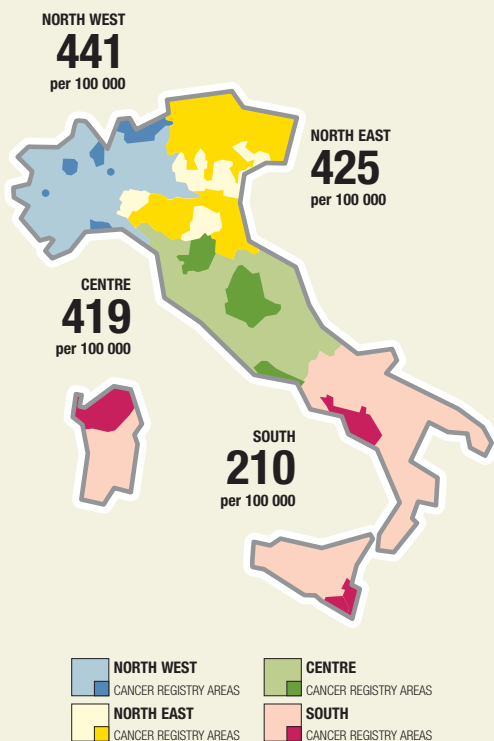 NORTH WEST
441
per 100 000
NORTH EAST
425
per 100 000
CENTRE
419
per 100 000
SOUTH
210
per 100 000
NORTH WEST
CANCER REGISTRY AREAS
CENTRE
CANCER REGISTRY AREAS
NORTH EAST
CANCER REGISTRY AREAS
SOUTH
CANCER REGISTRY AREAS